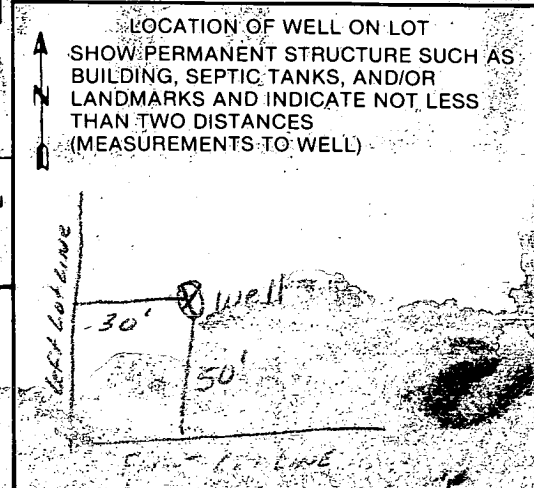 LOCATION OF WELL ON LOT
SHOW PERMANENT STRUCTURE SUCH AS
BUILDING, SEPTIC TANKS, AND/OR
LANDMARKS AND INDICATE NOT LESS
THAN TWO DISTANCES
(MEASUREMENTS TO WELL)
N
Left Lot LINE
Well
30'
50'
LOT LINE